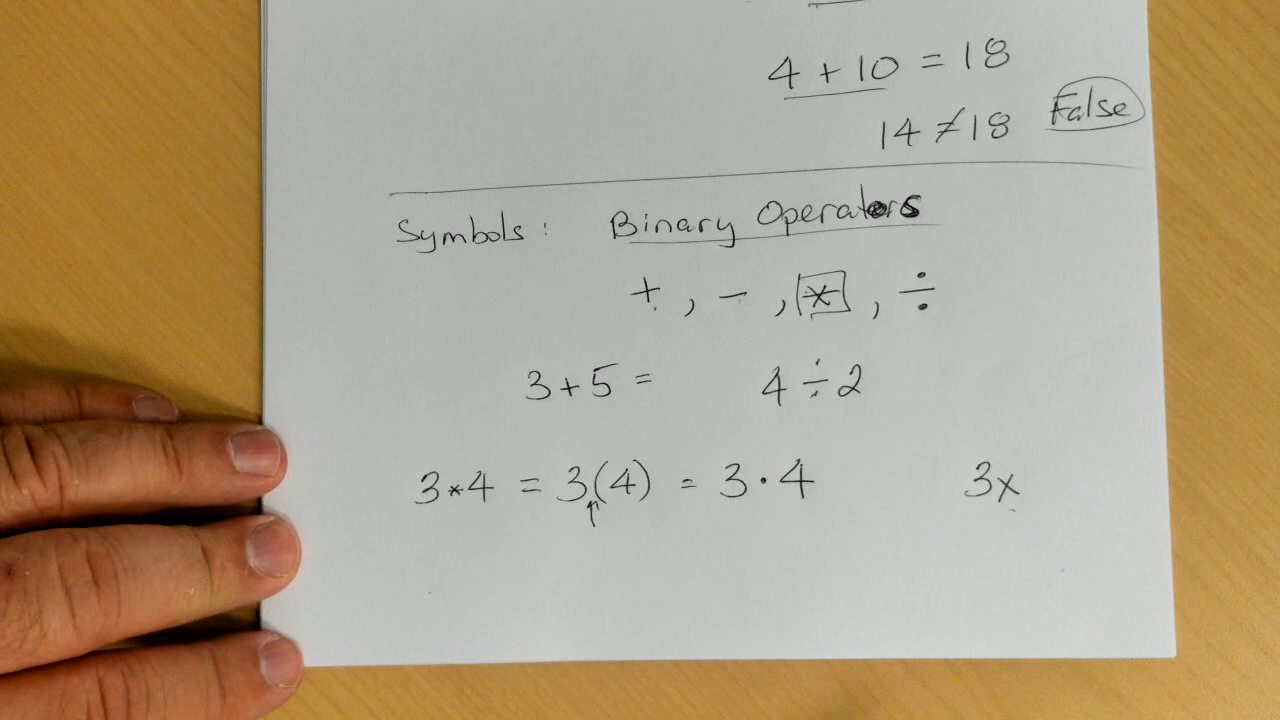 4 + 10 = 18
14 ≠ 18 False
Symbols : Binary Operators
+ , - , * , ÷
3 + 5 = 4 ÷ 2
3*4 = 3(4) = 3 · 4 3x